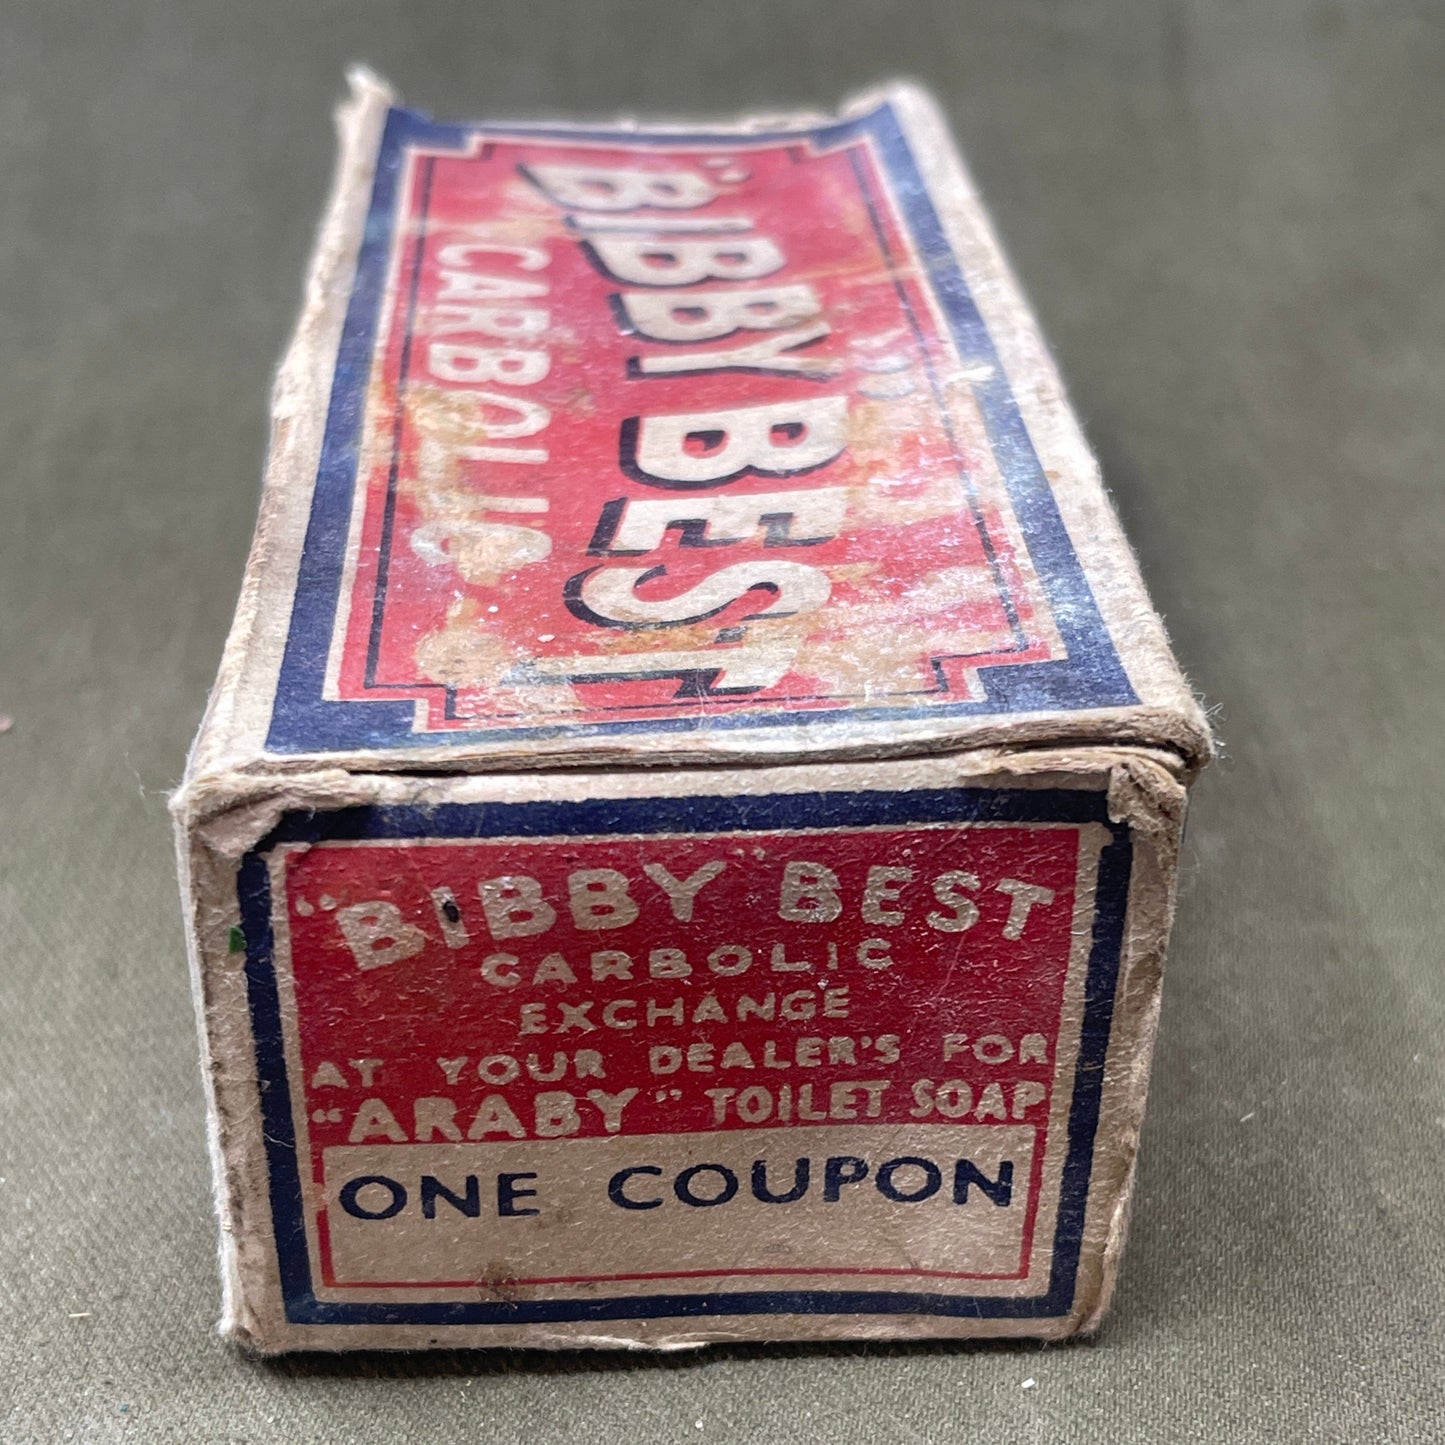 "BIBBY BEST
CARBOLIC
"BIBBY" BEST
CARBOLIC
EXCHANGE
AT YOUR DEALER'S FOR
"ARABY" TOILET SOAP
ONE COUPON